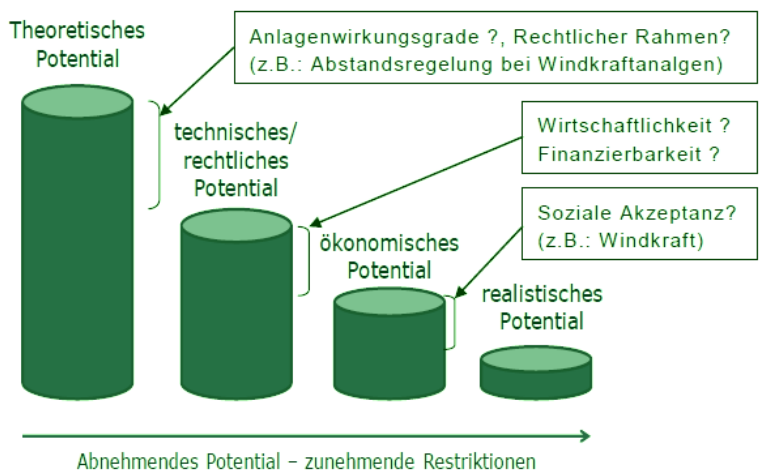 Theoretisches
Potential
Anlagenwirkungsgrade ?, Rechtlicher Rahmen?
(z.B.: Abstandsregelung bei Windkraftanalgen)
technisches/
rechtliches
Potential
Wirtschaftlichkeit ?
Finanzierbarkeit ?
ökonomisches
Potential
Soziale Akzeptanz?
(z.B.: Windkraft)
realistisches
Potential
Abnehmendes Potential – zunehmende Restriktionen